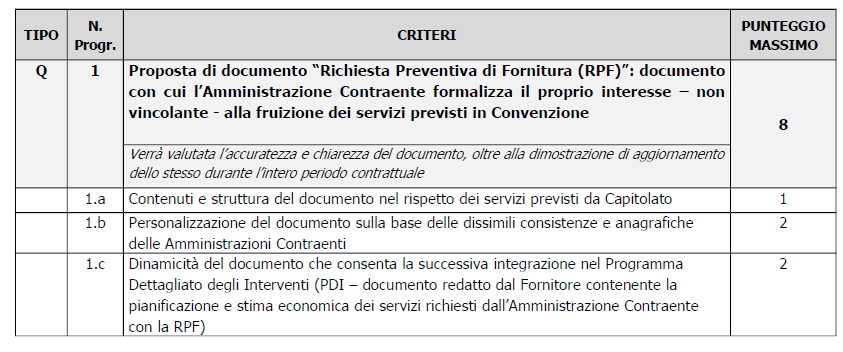 TIPO N. Progr. CRITERI PUNTEGGIO MASSIMO
Q 1 Proposta di documento “Richiesta Preventiva di Fornitura (RPF)”: documento
con cui l’Amministrazione Contraente formalizza il proprio interesse – non
vincolante - alla fruizione dei servizi previsti in Convenzione
8
Verrà valutata l’accuratezza e chiarezza del documento, oltre alla dimostrazione di aggiornamento
dello stesso durante l’intero periodo contrattuale
1.a Contenuti e struttura del documento nel rispetto dei servizi previsti da Capitolato 1
1.b Personalizzazione del documento sulla base delle dissimili consistenze e anagrafiche 2
delle Amministrazioni Contraenti
1.c Dinamicità del documento che consenta la successiva integrazione nel Programma 2
Dettagliato degli Interventi (PDI – documento redatto dal Fornitore contenente la
pianificazione e stima economica dei servizi richiesti dall’Amministrazione Contraente
con la RPF)